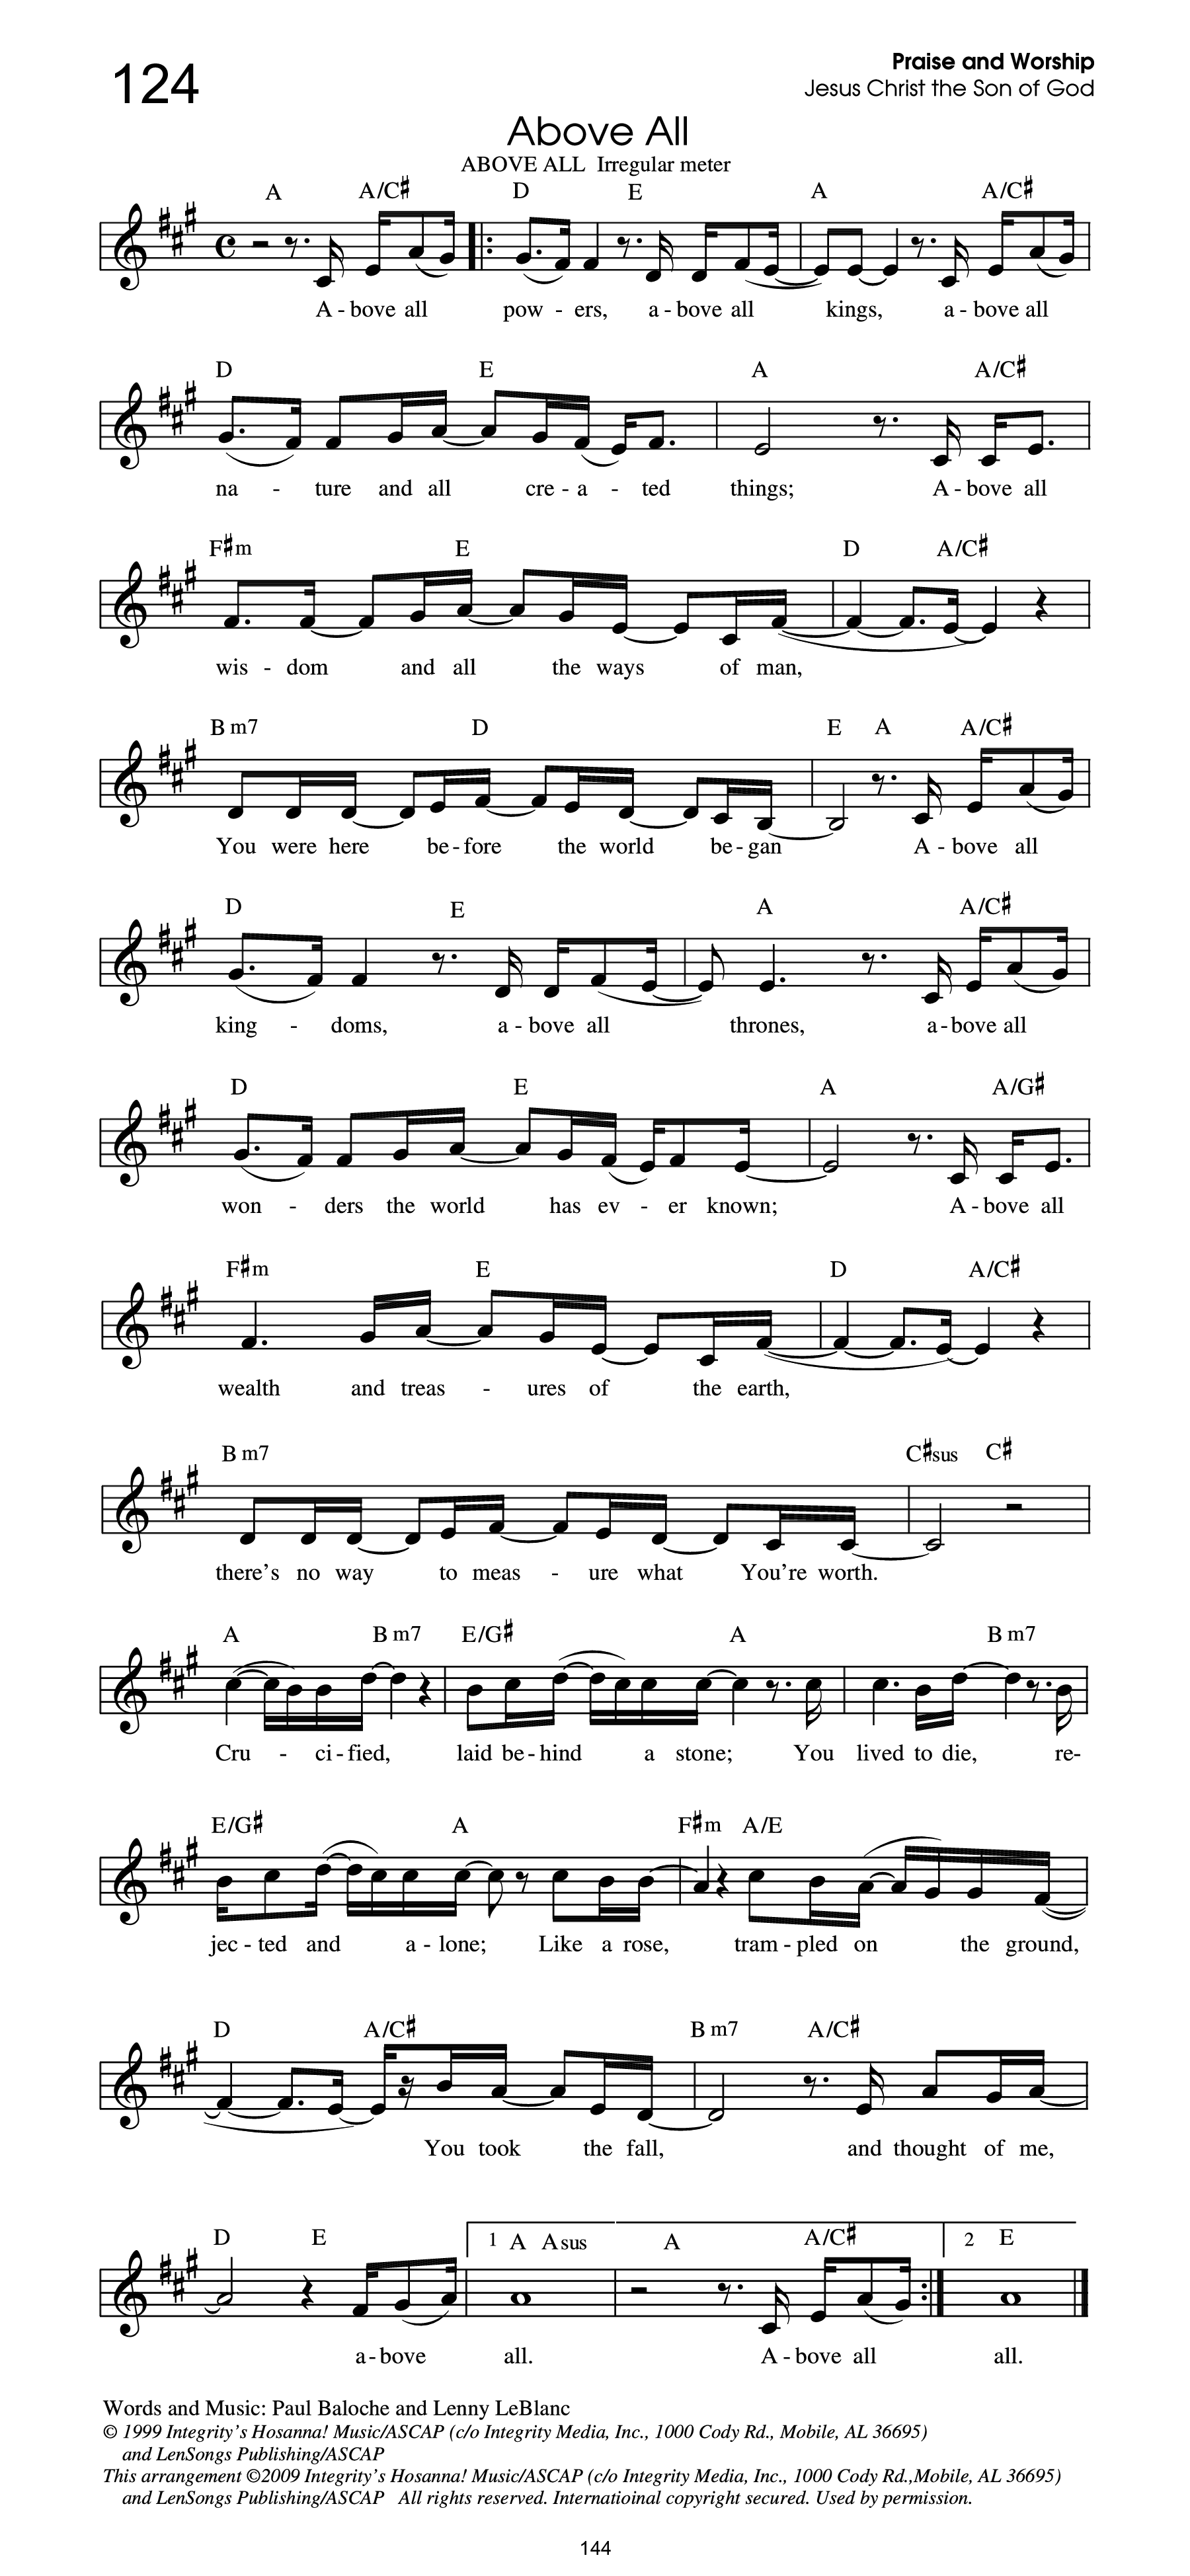 124
Praise and Worship
Jesus Christ the Son of God
Above All
ABOVE ALL Irregular meter
A A/C♯ D E A A/C♯
A - bove all pow - ers, a - bove all kings, a - bove all
D E A A/C♯
na - ture and all cre - a - ted things; A - bove all
F♯m E D A/C♯
wis - dom and all the ways of man,
B m7 D E A A/C♯
You were here be - fore the world be - gan A - bove all
D E A A/C♯
king - doms, a - bove all thrones, a - bove all
D E A A/G♯
won - ders the world has ev - er known; A - bove all
F♯m E D A/C♯
wealth and treas - ures of the earth,
B m7 C♯sus C♯
there's no way to meas - ure what You're worth.
A B m7 E/G♯ A B m7
Cru - ci - fied, laid be - hind a stone; You lived to die, re-
E/G♯ A F♯m A/E
jec - ted and a - lone; Like a rose, tram - pled on the ground,
D A/C♯ B m7 A/C♯
You took the fall, and thought of me,
D E 1 A Asus A A/C♯ 2 E
a - bove all. A - bove all all.
Words and Music: Paul Baloche and Lenny LeBlanc
© 1999 Integrity's Hosanna! Music/ASCAP (c/o Integrity Media, Inc., 1000 Cody Rd., Mobile, AL 36695)
and LenSongs Publishing/ASCAP
This arrangement ©2009 Integrity's Hosanna! Music/ASCAP (c/o Integrity Media, Inc., 1000 Cody Rd.,Mobile, AL 36695)
and LenSongs Publishing/ASCAP All rights reserved. Internatioinal copyright secured. Used by permission.
144